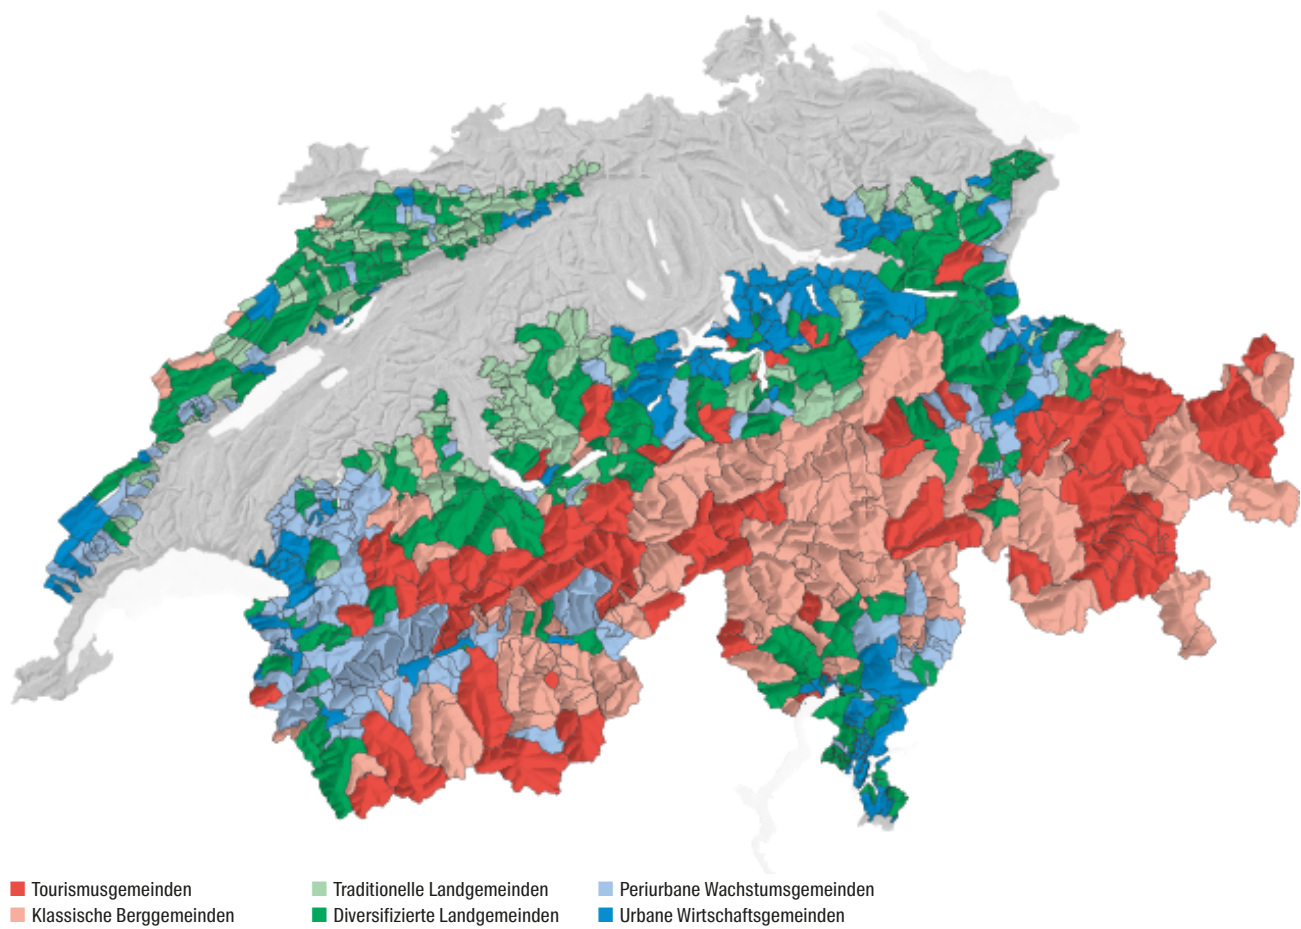 Tourismusgemeinden
Traditionelle Landgemeinden
Periurbane Wachstumsgemeinden
Klassische Berggemeinden
Diversifizierte Landgemeinden
Urbane Wirtschaftsgemeinden